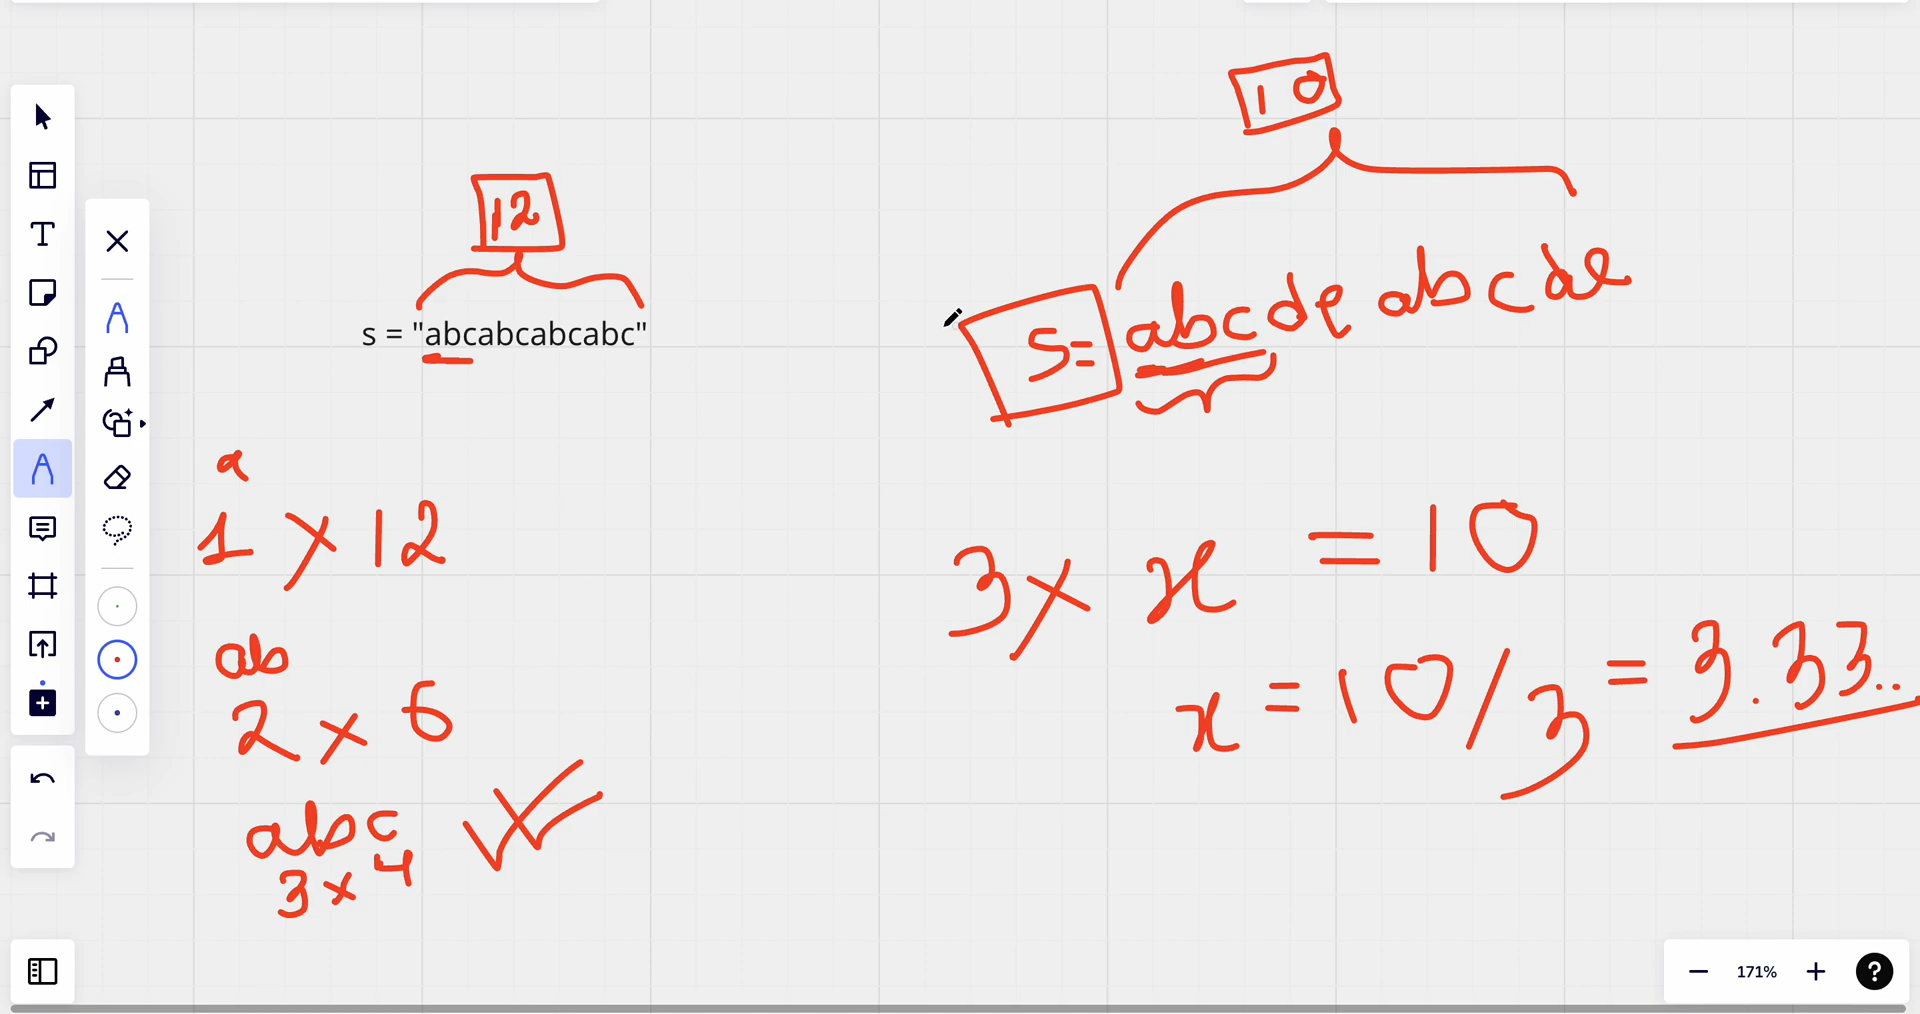 10
12
s = "abcabcabcabc"
S= abcde abcde
a
1 x 12
ab
2 x 6
abc
3 x 4
3 x x = 10
x = 10/3 = 3.33..
171%